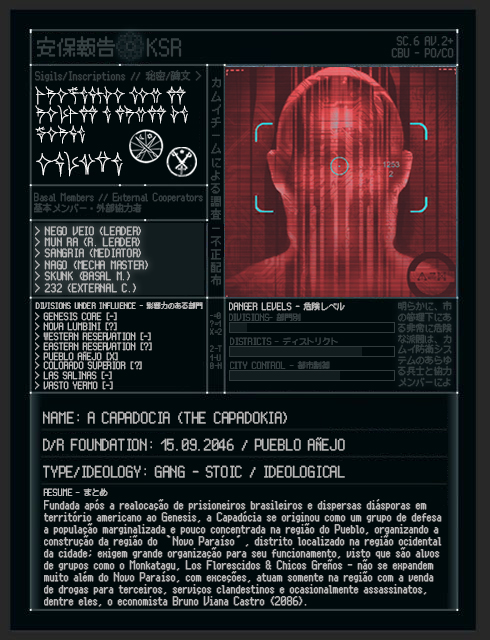 安保報告 KSR
SC.6 AV.2+
CBU - PO/CO
Sigils/Inscriptions // 秘密/論文 >
カムイチームによる調査 - 不正配布
1253
2
Basal Members // External Cooperators
基本メンバー・外部協力者
> NEGO VEIO (LEADER)
> MUN RA (R. LEADER)
> SANGRIA (MEDIATOR)
> NAGO (MECHA MASTER)
> SKUNK (BASAL M.)
> 232 (EXTERNAL C.)
DIVISIONS UNDER INFLUENCE - 影響力のある部門
> GENESIS CORE [-]
> NOVA LUMBINI [?]
> WESTERN RESERVATION [-]
> EASTERN RESERVATION [?]
> PUEBLO AÑEJO [X]
> COLORADO SUPERIOR [?]
> LAS SALINAS [-]
> VASTO YERMO [-]
DANGER LEVELS - 危険レベル
DIVISIONS- 部門別
DISTRICTS - ディストリクト
CITY CONTROL - 都市制御
明らかに、市
の管理下にあ
る非常に危険
な派閥は、カ
ムイ防衛シス
テムのあらゆ
る兵士と協力
メンバーによ
NAME: A CAPADOCIA (THE CAPADOKIA)
D/R FOUNDATION: 15.09.2046 / PUEBLO AÑEJO
TYPE/IDEOLOGY: GANG - STOIC / IDEOLOGICAL
RESUME - まとめ
Fundada após a realocação de prisioneiros brasileiros e dispersas diásporas em
território americano ao Genesis, a Capadócia se originou como um grupo de defesa
a população marginalizada e pouco concentrada na região do Pueblo, organizando a
construção da região do ``Novo Paraíso``, distrito localizado na região ocidental
da cidade; exigem grande organização para seu funcionamento, visto que são alvos
de grupos como o Monkatagu, Los Florescidos & Chicos Greños - não se expandem
muito além do Novo Paraíso, com exceções, atuam somente na região com a venda
de drogas para terceiros, serviços clandestinos e ocasionalmente assassinatos,
dentre eles, o economista Bruno Viana Castro (2086).